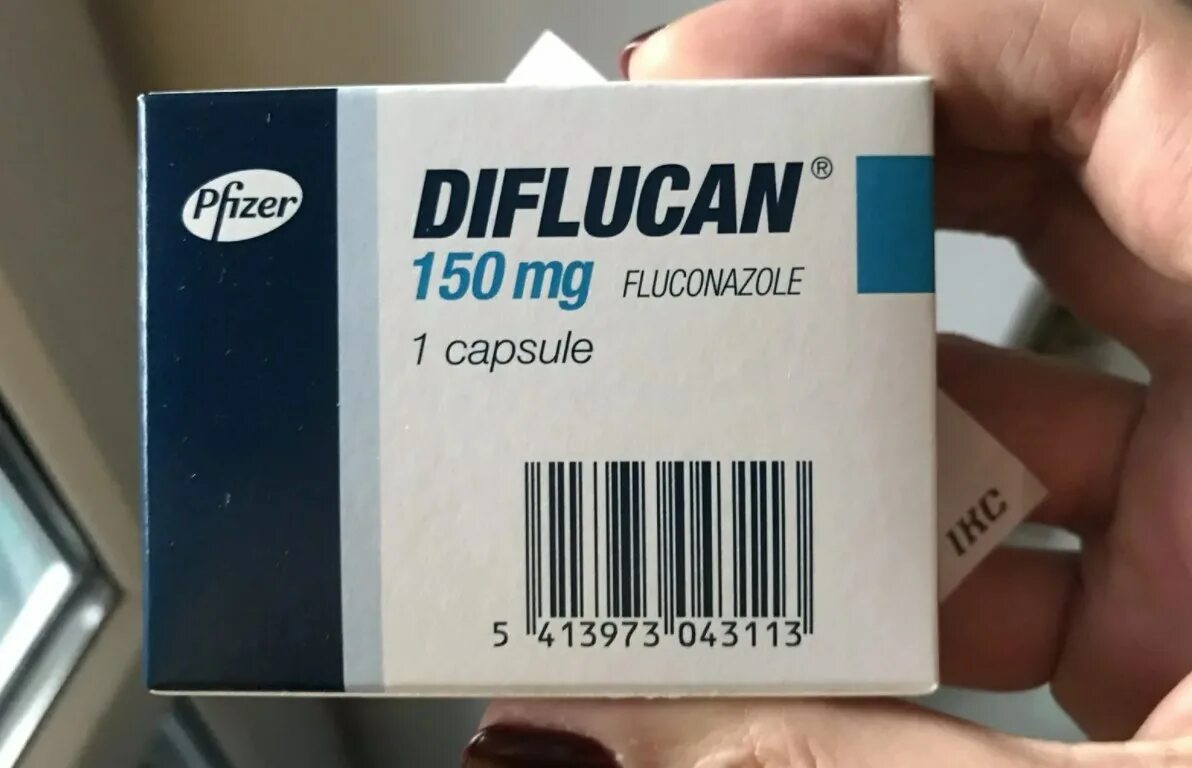 Pfizer
DIFLUCAN®
150 mg FLUCONAZOLE
1 capsule
5 413973 043113
IKC